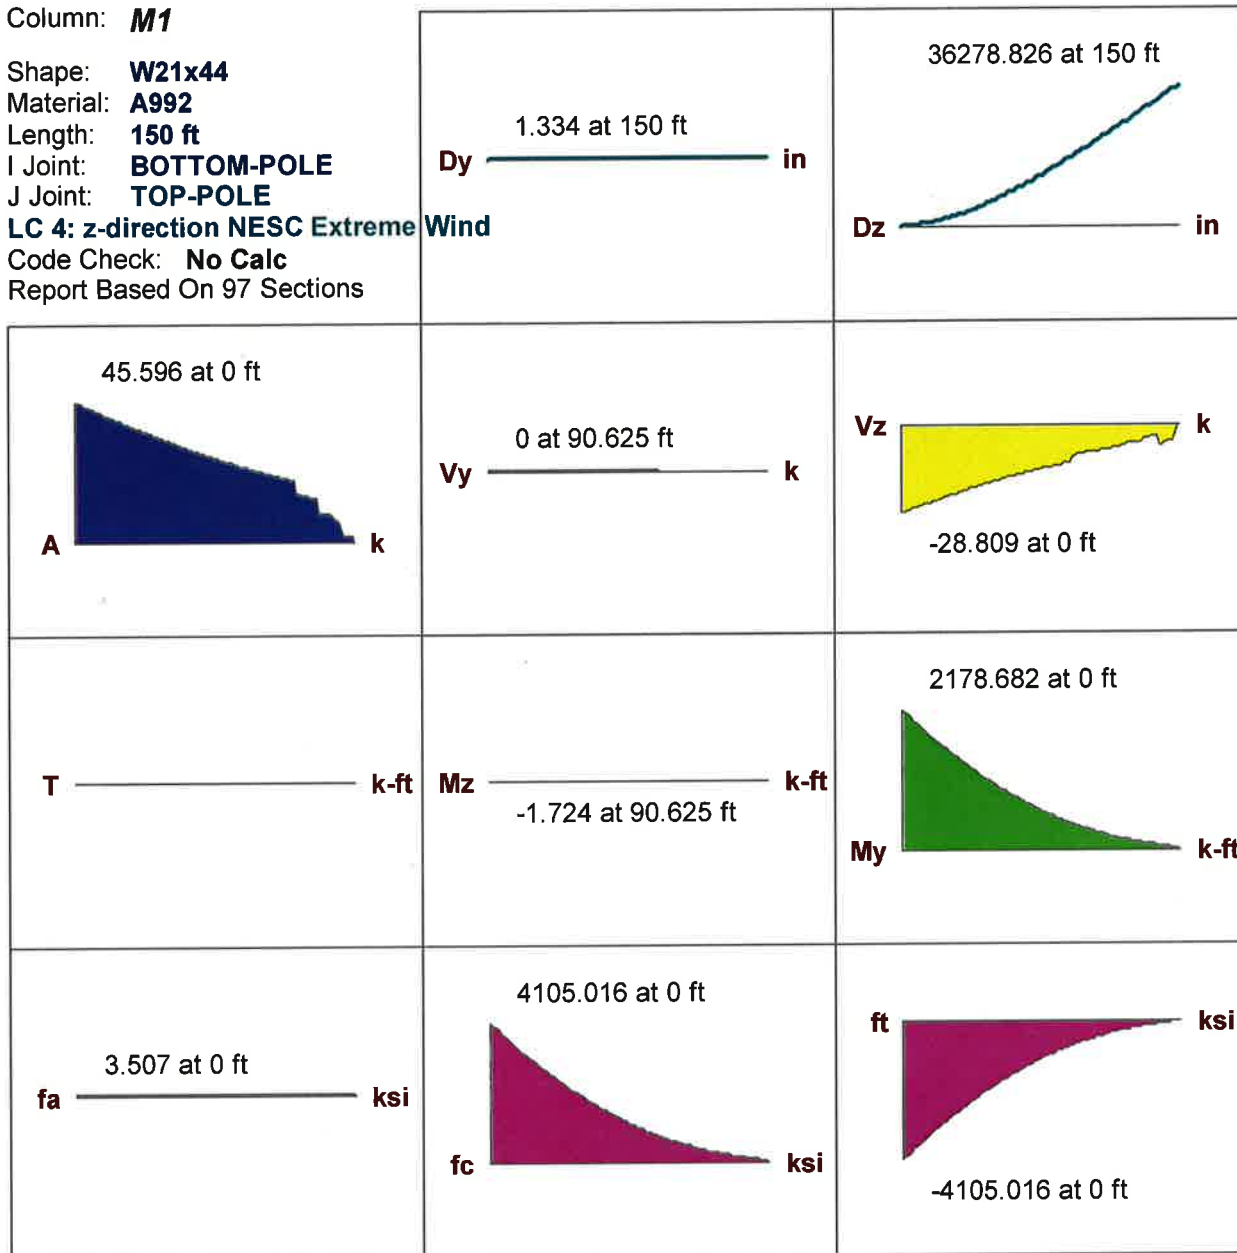 Column: M1
Shape: W21x44
Material: A992
Length: 150 ft
I Joint: BOTTOM-POLE
J Joint: TOP-POLE
LC 4: z-direction NESC Extreme Wind
Code Check: No Calc
Report Based On 97 Sections
1.334 at 150 ft
Dy in
36278.826 at 150 ft
Dz in
45.596 at 0 ft
A k
0 at 90.625 ft
Vy k
Vz k
-28.809 at 0 ft
T k-ft
Mz k-ft
-1.724 at 90.625 ft
2178.682 at 0 ft
My k-ft
3.507 at 0 ft
fa ksi
4105.016 at 0 ft
fc ksi
ft ksi
-4105.016 at 0 ft